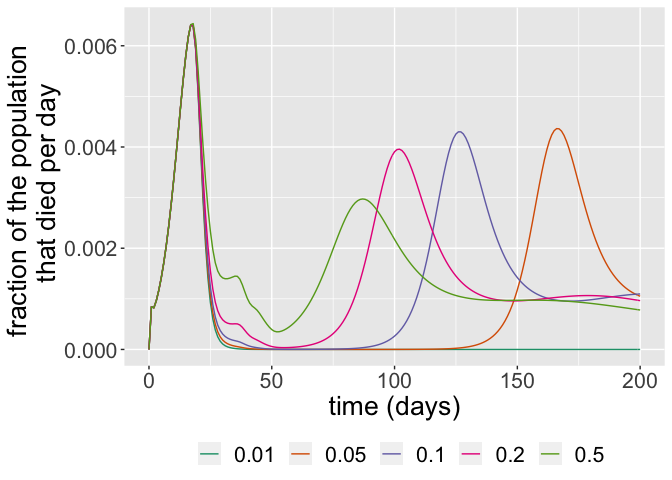 fraction of the population
that died per day
0.006
0.004
0.002
0.000
0 50 100 150 200
time (days)
0.01 0.05 0.1 0.2 0.5